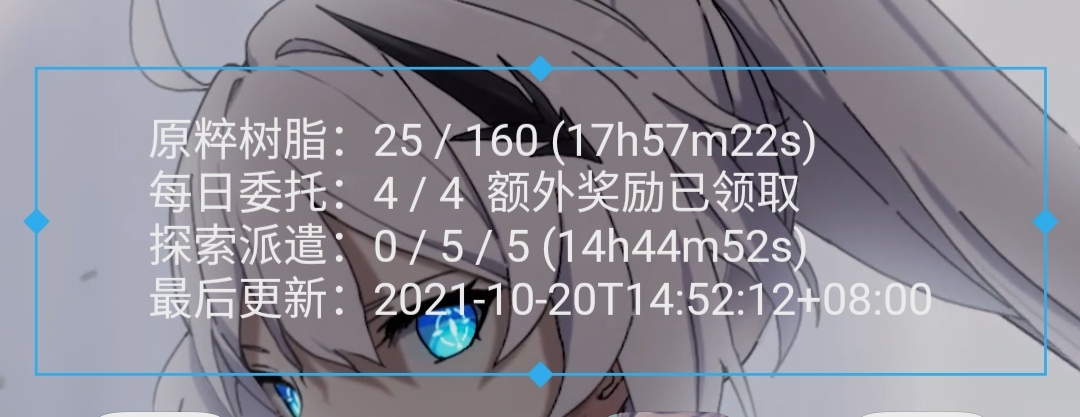 原粹树脂：25 / 160 (17h57m22s)
每日委托：4 / 4  额外奖励已领取
探索派遣：0 / 5 / 5 (14h44m52s)
最后更新：2021-10-20T14:52:12+08:00